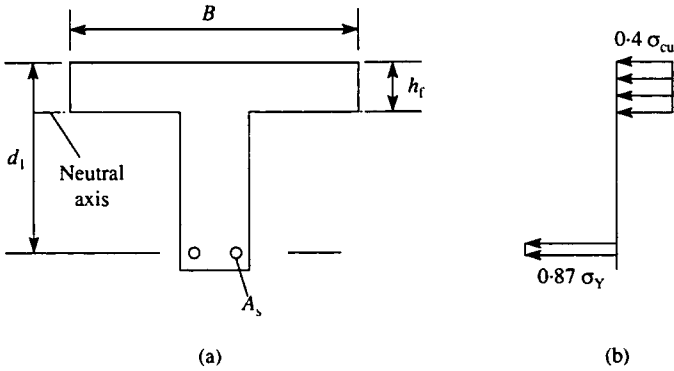 B
0·4 σcu
hf
d1
Neutral
axis
0·87 σY
As
(a)
(b)